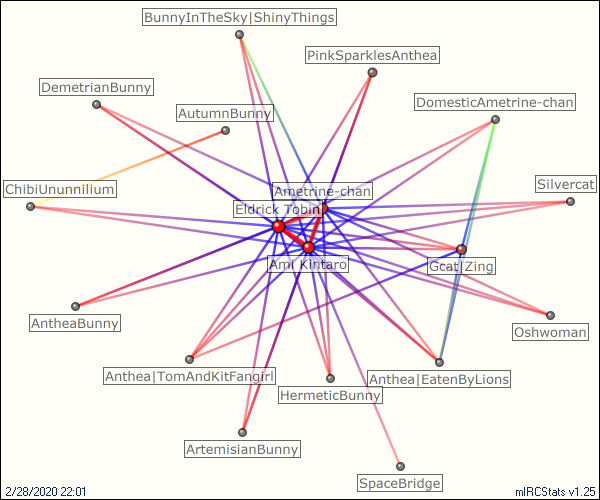 BunnyInTheSky|ShinyThings
PinkSparklesAnthea
DemetrianBunny
DomesticAmetrine-chan
AutumnBunny
ChibiUnunnilium
Ametrine-chan
Silvercat
Eldrick Tobin
Ami Kintaro
Gcat|Zing
AntheaBunny
Oshwoman
Anthea|TomAndKitFangirl
Anthea|EatenByLions
HermeticBunny
ArtemisianBunny
SpaceBridge
2/28/2020 22:01
mIRCStats v1.25